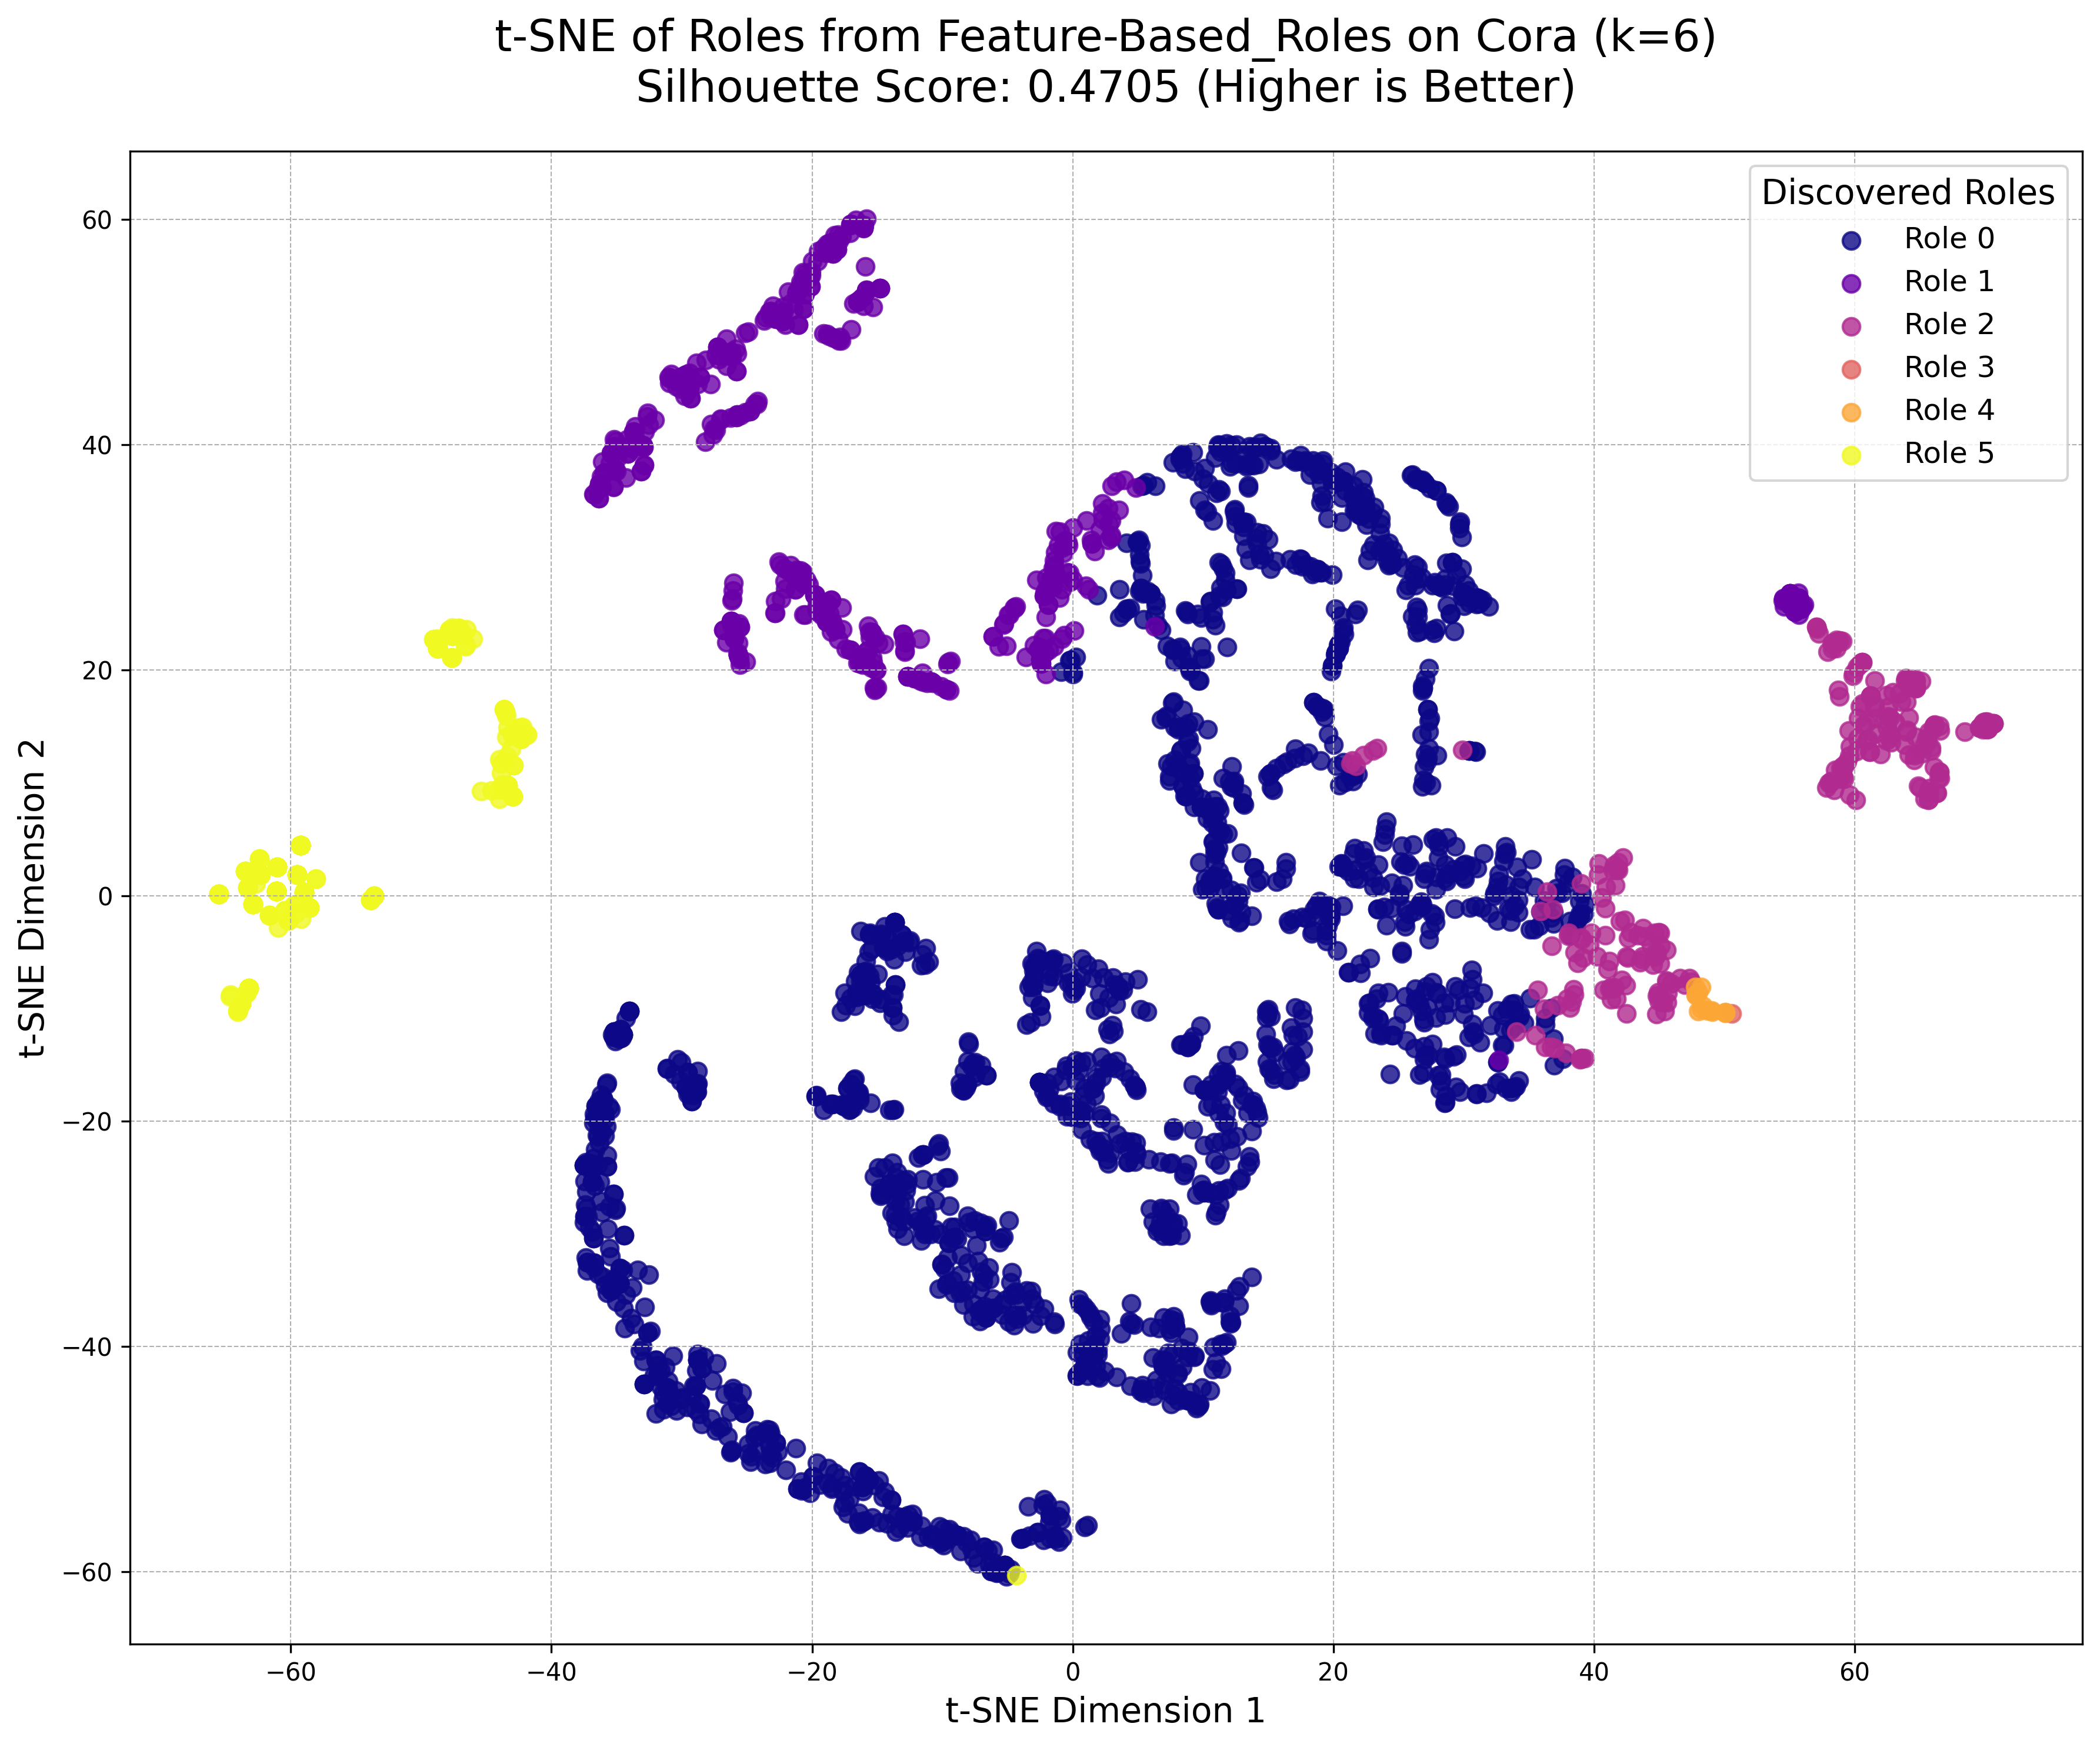 t-SNE of Roles from Feature-Based_Roles on Cora (k=6)
Silhouette Score: 0.4705 (Higher is Better)
Discovered Roles
Role 0
Role 1
Role 2
Role 3
Role 4
Role 5
t-SNE Dimension 2
60
40
20
0
−20
−40
−60
−60
−40
−20
0
20
40
60
t-SNE Dimension 1